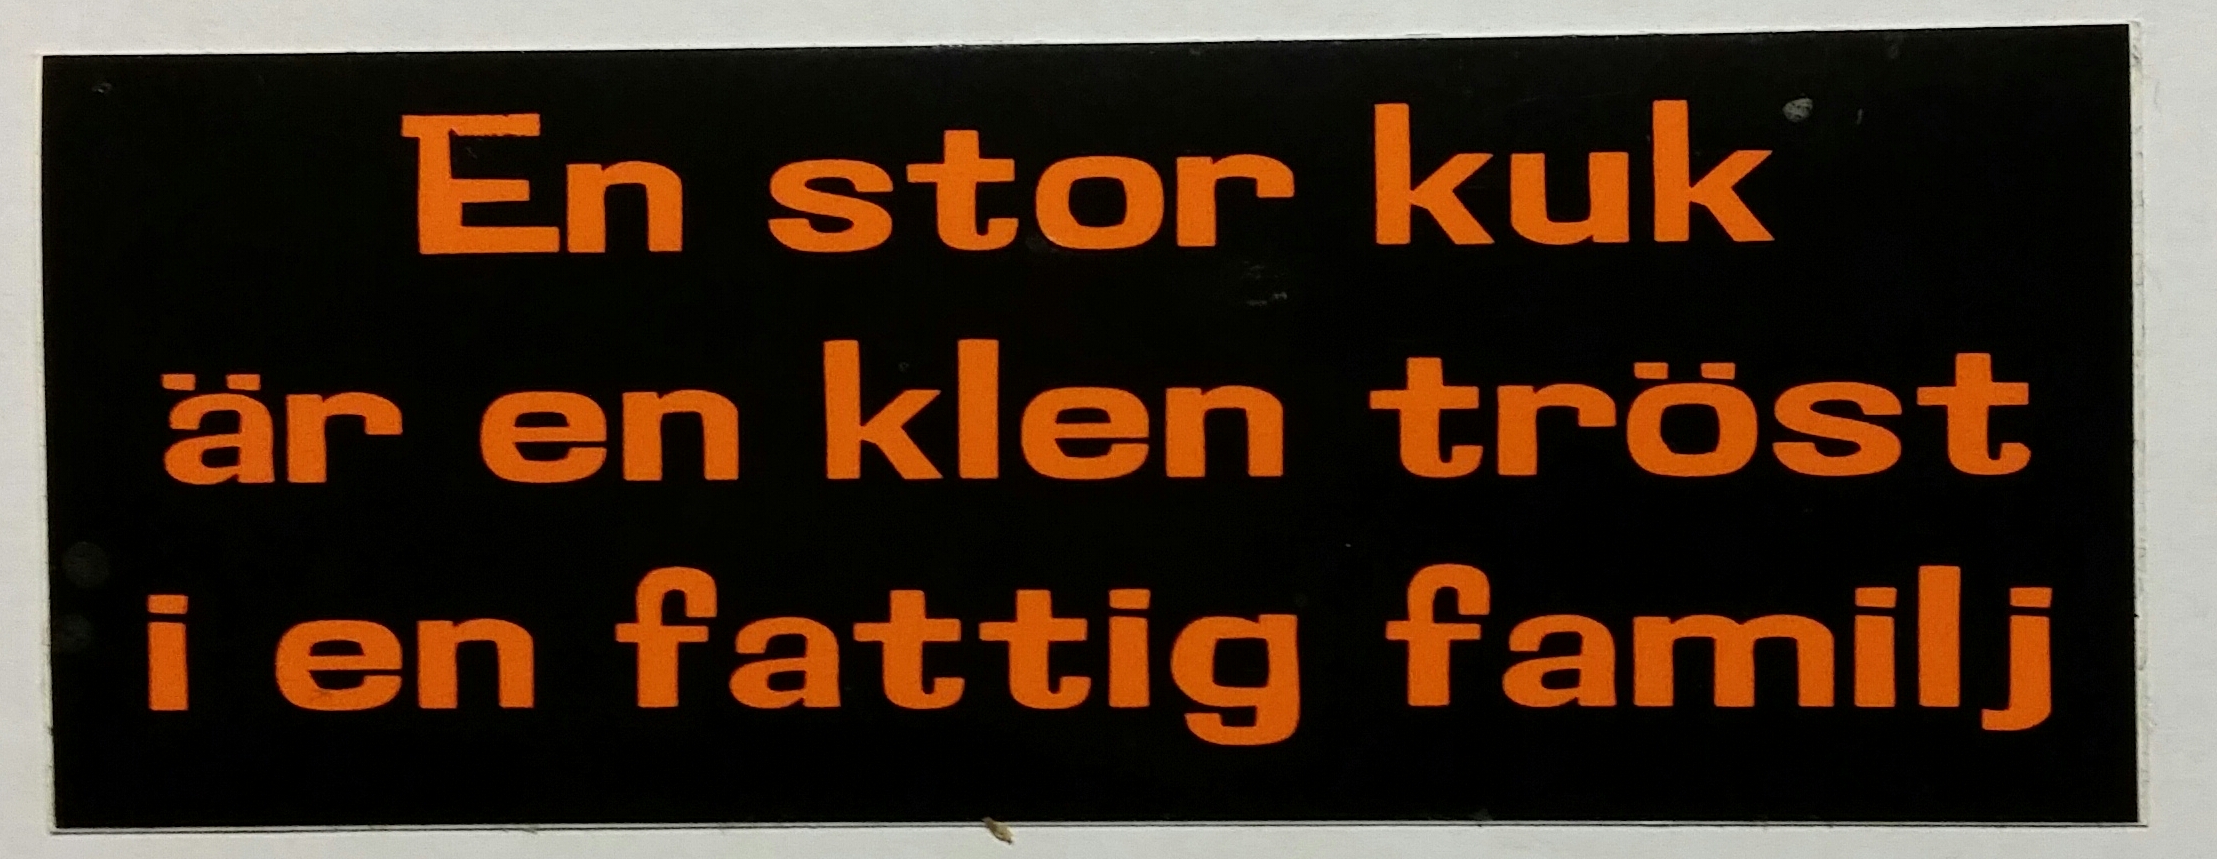 En stor kuk
är en klen tröst
i en fattig familj